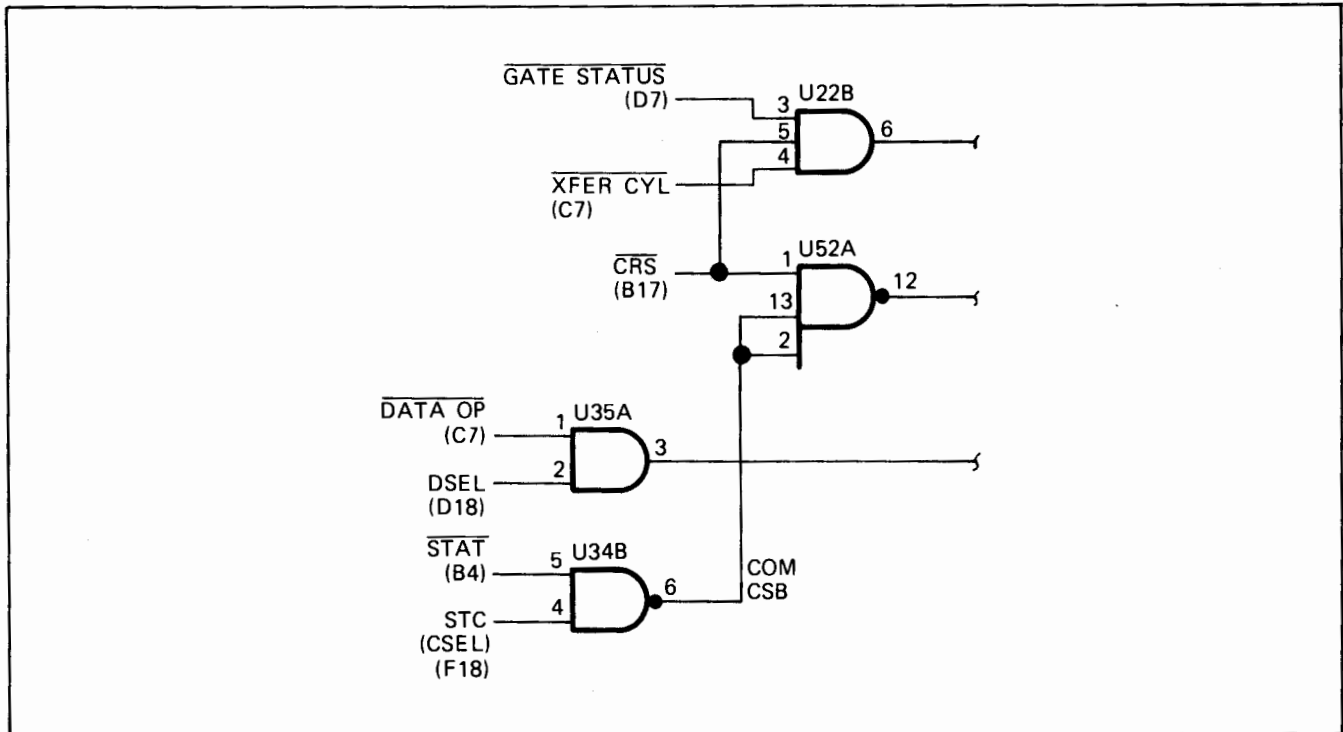 GATE STATUS
(D7)
U22B
3
5
4
6
XFER CYL
(C7)
CRS
(B17)
U52A
1
13
2
12
DATA OP
(C7)
U35A
1
2
3
DSEL
(D18)
STAT
(B4)
U34B
5
4
6
COM
CSB
STC
(CSEL)
(F18)